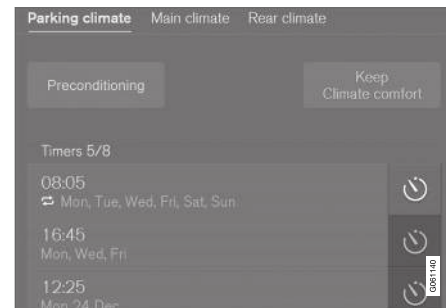 Parking climate Main climate Rear climate
Preconditioning
Keep
Climate comfort
Timers 5/8
08:05
Mon, Tue, Wed, Fri, Sat, Sun
16:45
Mon, Wed, Fri
12:25
Mon 24 Dec
G061140